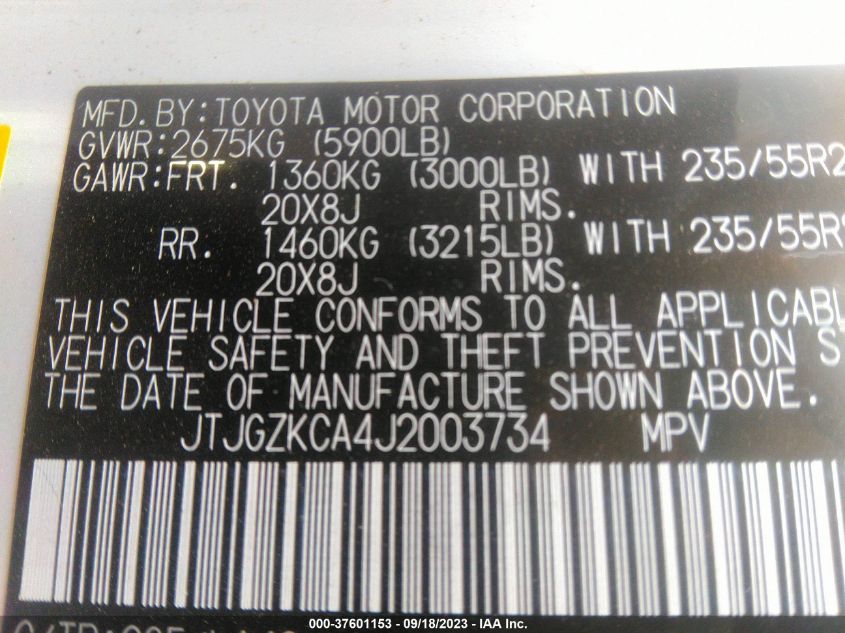 MFD.BY:TOYOTA MOTOR CORPORATION
GVWR:2675KG (5900LB)
GAWR:FRT. 1360KG (3000LB) WITH 235/55R2
20X8J RIMS.
RR. 1460KG (3215LB) WITH 235/55R
20X8J RIMS.
THIS VEHICLE CONFORMS TO ALL APPLICABL
VEHICLE SAFETY AND THEFT PREVENTION S
THE DATE OF MANUFACTURE SHOWN ABOVE.
JTJGZKCA4J2003734 MPV
000-37601153 - 09/18/2023 - IAA, Inc.